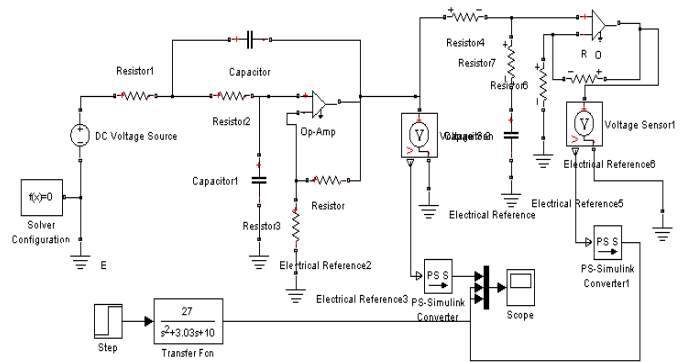 Resistor1
Capacitor
Resistor2
DC Voltage Source
Op-Amp
Capacitor1
Resistor
Resistor3
f(x)=0
Solver
Configuration
E
Electrical Reference2
Electrical Reference3
Resistor4
Resistor7
R O
V
Electrical Reference
V
Voltage Sensor1
Electrical Reference6
Electrical Reference5
PS S
PS-Simulink
Converter
PS S
PS-Simulink
Converter1
Scope
Step
27
s²+3.03s+10
Transfer Fcn